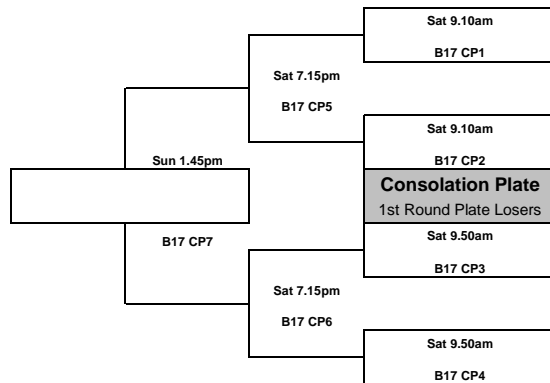 Sat 9.10am
B17 CP1
Sat 7.15pm
B17 CP5
Sat 9.10am
B17 CP2
Sun 1.45pm
Consolation Plate
1st Round Plate Losers
B17 CP7
Sat 9.50am
B17 CP3
Sat 7.15pm
B17 CP6
Sat 9.50am
B17 CP4